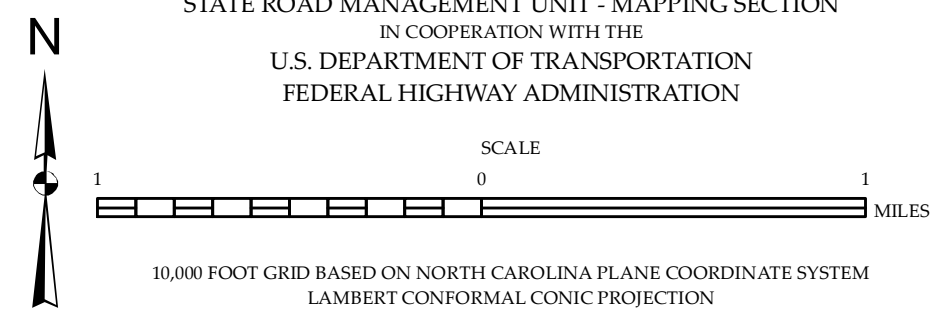 STATE ROAD MANAGEMENT UNIT - MAPPING SECTION
IN COOPERATION WITH THE
U.S. DEPARTMENT OF TRANSPORTATION
FEDERAL HIGHWAY ADMINISTRATION
N
SCALE
1 0 1
MILES
10,000 FOOT GRID BASED ON NORTH CAROLINA PLANE COORDINATE SYSTEM
LAMBERT CONFORMAL CONIC PROJECTION